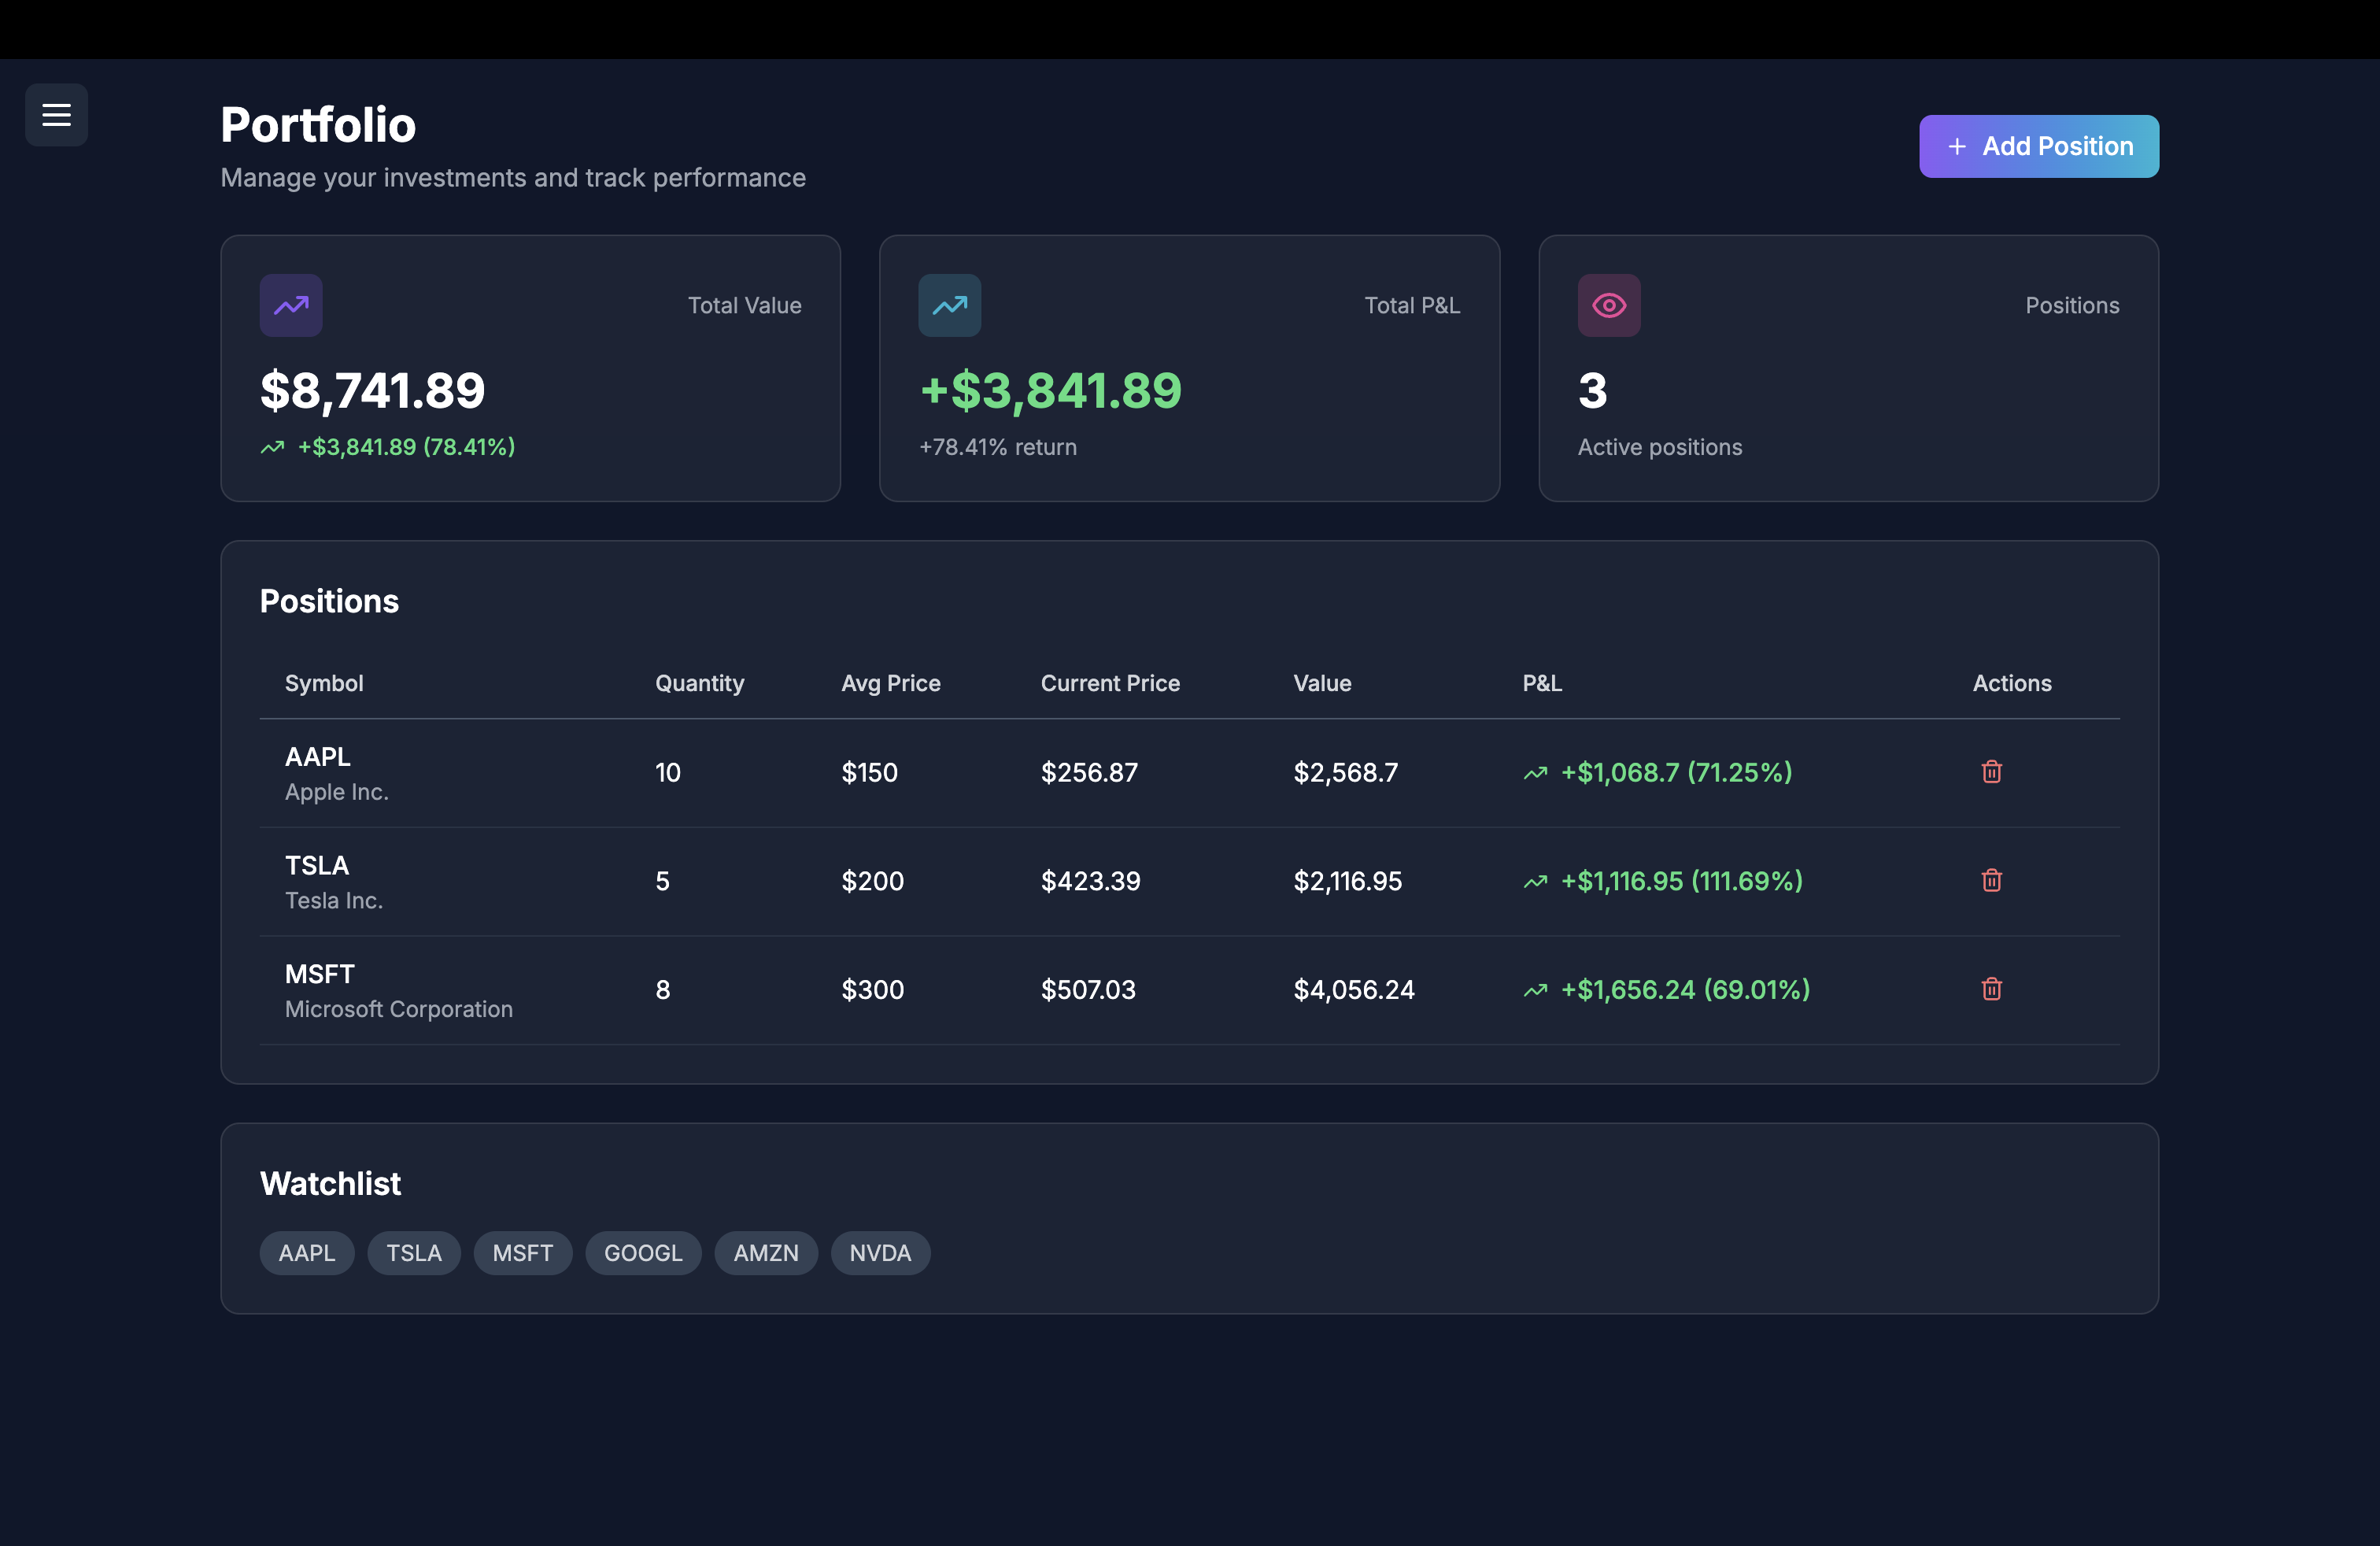 Portfolio
Manage your investments and track performance
+ Add Position
Total Value
$8,741.89
+$3,841.89 (78.41%)
Total P&L
+$3,841.89
+78.41% return
Positions
3
Active positions
Positions
Symbol Quantity Avg Price Current Price Value P&L Actions
AAPL
Apple Inc.
10 $150 $256.87 $2,568.7 +$1,068.7 (71.25%)
TSLA
Tesla Inc.
5 $200 $423.39 $2,116.95 +$1,116.95 (111.69%)
MSFT
Microsoft Corporation
8 $300 $507.03 $4,056.24 +$1,656.24 (69.01%)
Watchlist
AAPL TSLA MSFT GOOGL AMZN NVDA